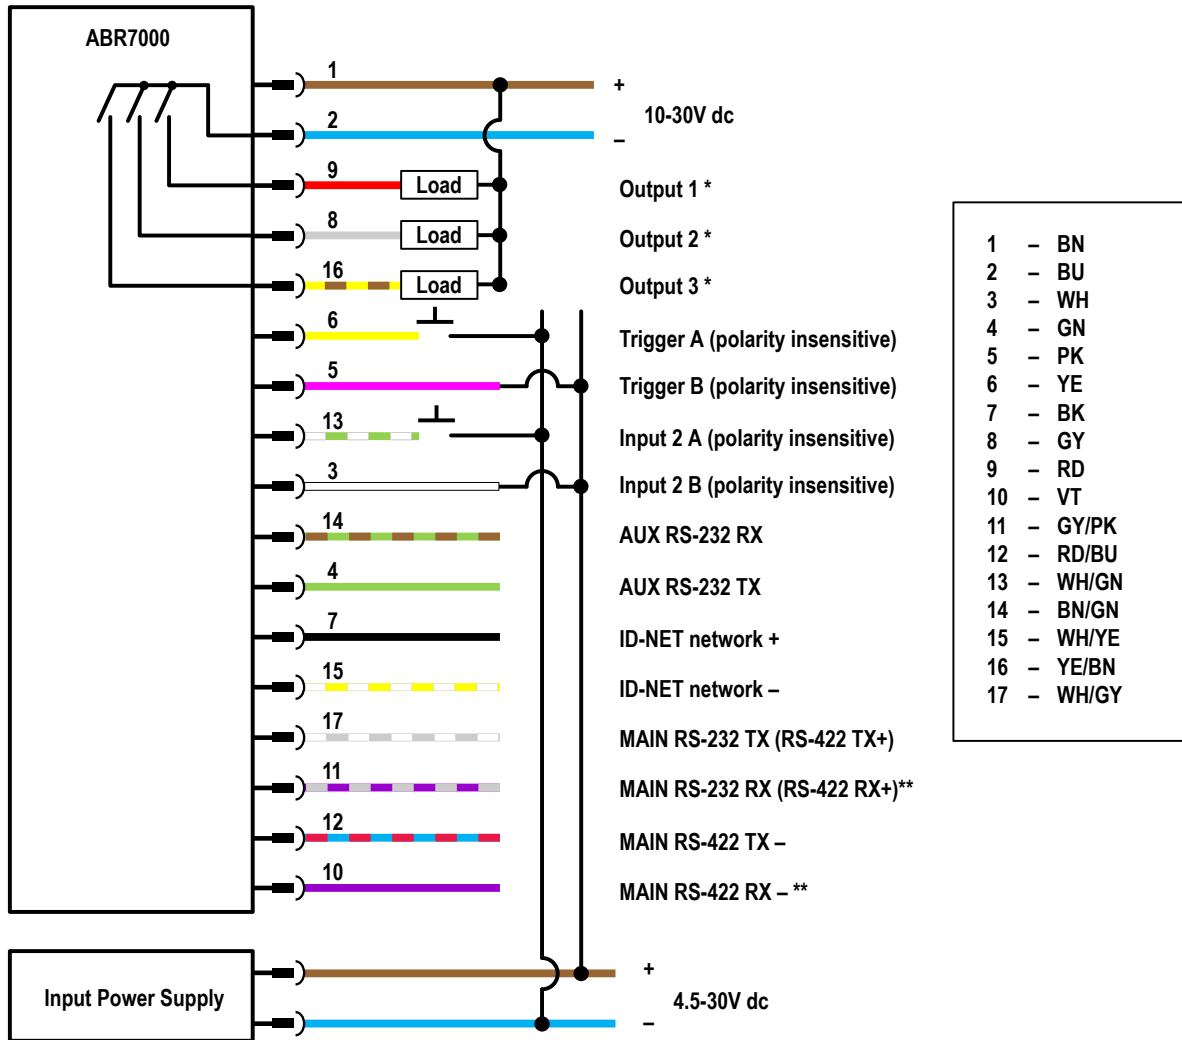 ABR7000
1
+
10-30V dc
2
–
9
Load
Output 1 *
8
Load
Output 2 *
16
Load
Output 3 *
6
Trigger A (polarity insensitive)
5
Trigger B (polarity insensitive)
13
Input 2 A (polarity insensitive)
3
Input 2 B (polarity insensitive)
14
AUX RS-232 RX
4
AUX RS-232 TX
7
ID-NET network +
15
ID-NET network –
17
MAIN RS-232 TX (RS-422 TX+)
11
MAIN RS-232 RX (RS-422 RX+)**
12
MAIN RS-422 TX –
10
MAIN RS-422 RX – **
Input Power Supply
+
4.5-30V dc
–
1 – BN
2 – BU
3 – WH
4 – GN
5 – PK
6 – YE
7 – BK
8 – GY
9 – RD
10 – VT
11 – GY/PK
12 – RD/BU
13 – WH/GN
14 – BN/GN
15 – WH/YE
16 – YE/BN
17 – WH/GY